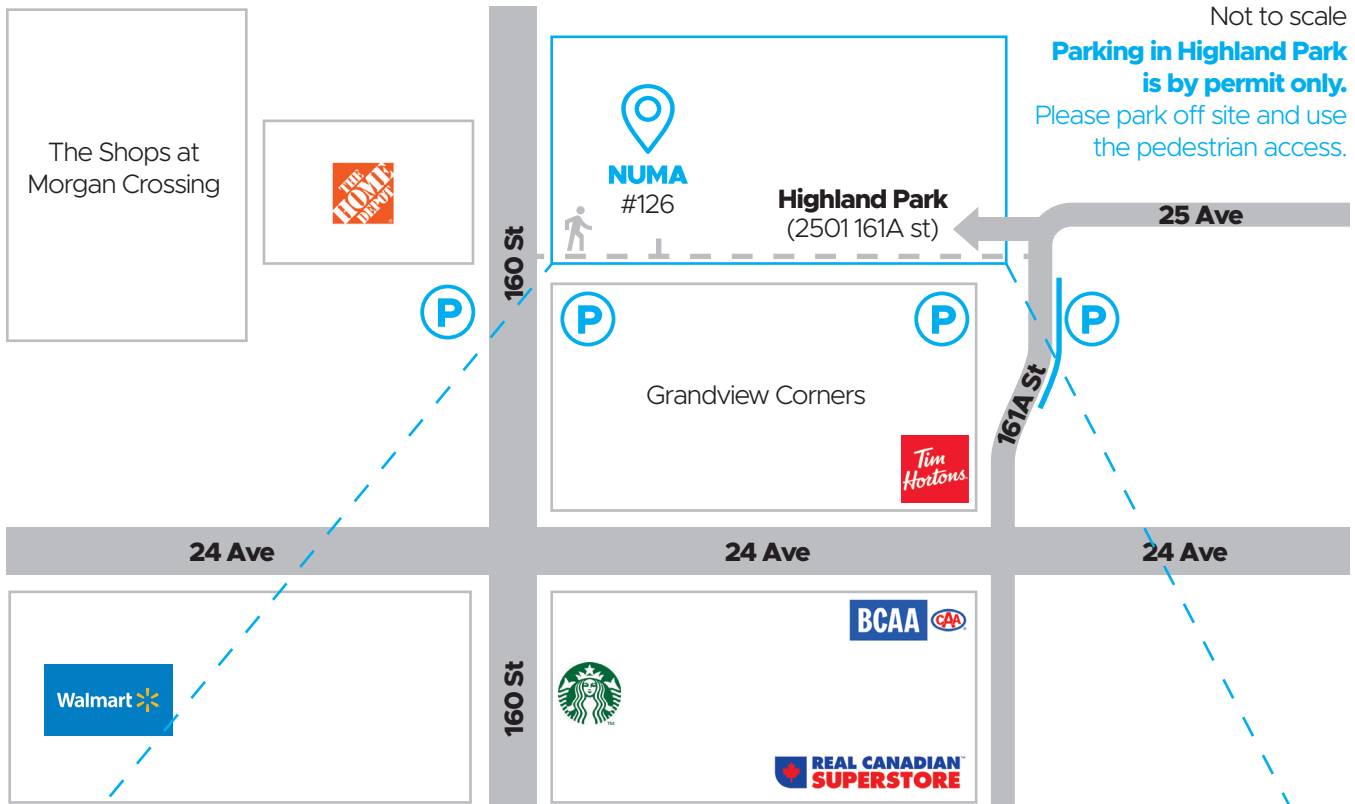 Not to scale
Parking in Highland Park
is by permit only.
Please park off site and use
the pedestrian access.
The Shops at
Morgan Crossing
THE
HOME
DEPOT
NUMA
#126
Highland Park
(2501 161A st)
25 Ave
160 St
P
P
P
P
Grandview Corners
161A St
Tim
Hortons.
24 Ave
24 Ave
24 Ave
BCAA
CAA
Walmart
160 St
TM
REAL CANADIAN™
SUPERSTORE